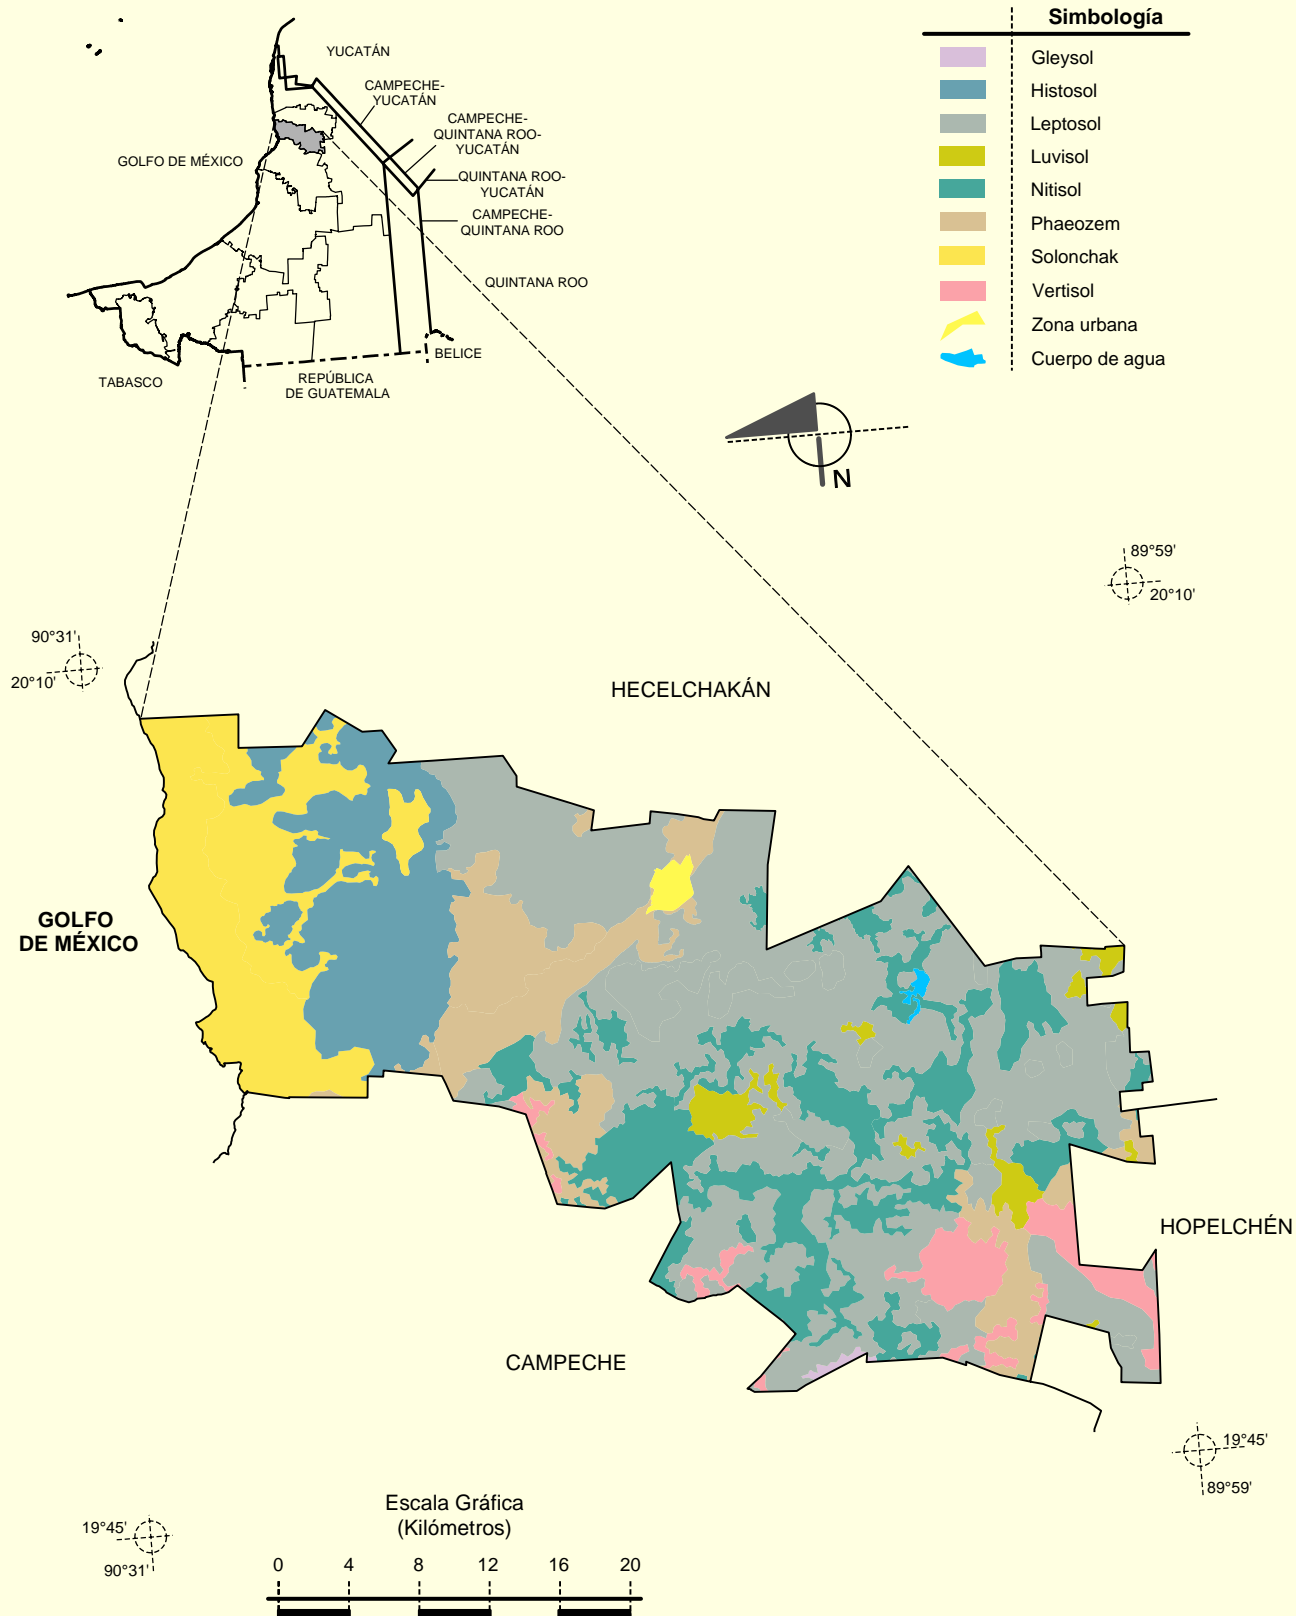 Simbología
Gleysol
Histosol
Leptosol
Luvisol
Nitisol
Phaeozem
Solonchak
Vertisol
Zona urbana
Cuerpo de agua
YUCATÁN
CAMPECHE-
YUCATÁN
CAMPECHE-
QUINTANA ROO-
YUCATÁN
GOLFO DE MÉXICO
QUINTANA ROO-
YUCATÁN
CAMPECHE-
QUINTANA ROO
QUINTANA ROO
BELICE
TABASCO
REPÚBLICA
DE GUATEMALA
N
89°59'
20°10'
90°31'
20°10'
HECELCHAKÁN
GOLFO
DE MÉXICO
HOPELCHÉN
CAMPECHE
19°45'
89°59'
19°45'
90°31'
Escala Gráfica
(Kilómetros)
0 4 8 12 16 20